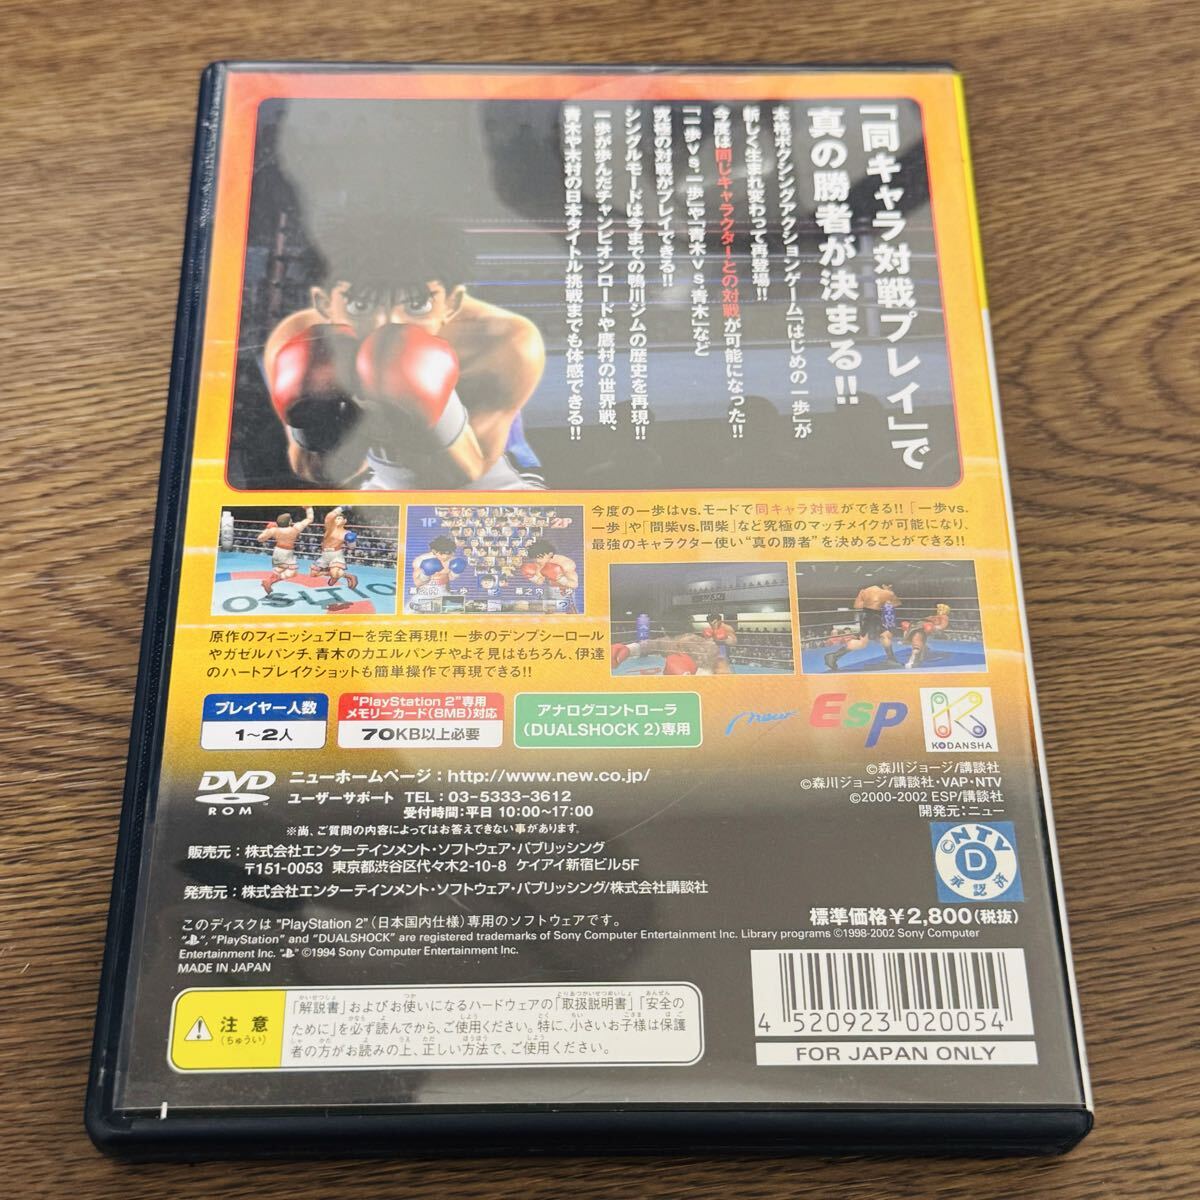 「同キャラ対戦プレイ」で
真の勝者が決まる!!
本格ボクシングアクションゲーム「はじめの一歩」が
新しく生まれ変わって再登場!!
今度は同じキャラクターとの対戦が可能になった!!
「一歩vs.一歩」や「青木vs.青木」など
究極の対戦がプレイできる!!
シングルモードは今までの鴨川ジムの歴史を再現!!
一歩が歩んだチャンピオンロードや鷹村の世界戦、
青木や木村の日本タイトル挑戦までも体感できる!!
今度の一歩はvs.モードで同キャラ対戦ができる!!「一歩vs.
一歩」や「間柴vs.間柴」など究極のマッチメイクが可能になり、
最強のキャラクター使い"真の勝者"を決めることができる!!
1P
2P
幕之内 一歩
幕之内 一歩
OSITIO
原作のフィニッシュブローを完全再現!! 一歩のデンプシーロール
やガゼルパンチ、青木のカエルパンチやよそ見はもちろん、伊達
のハートブレイクショットも簡単操作で再現できる!!
プレイヤー人数
1〜2人
"PlayStation 2"専用
メモリーカード(8MB)対応
70KB以上必要
アナログコントローラ
(DUALSHOCK 2)専用
new
ESP
KODANSHA
DVD
ROM
ニューホームページ：http://www.new.co.jp/
ユーザーサポート TEL：03-5333-3612
受付時間：平日 10:00〜17:00
※尚、ご質問の内容によってはお答えできない事があります。
©森川ジョージ/講談社
©森川ジョージ/講談社・VAP・NTV
©2000-2002 ESP/講談社
開発元：ニュー
販売元：株式会社エンターテインメント・ソフトウェア・パブリッシング
〒151-0053 東京都渋谷区代々木2-10-8 ケイアイ新宿ビル5F
発売元：株式会社エンターテインメント・ソフトウェア・パブリッシング/株式会社講談社
CNTV
D
承認済
標準価格¥2,800(税抜)
このディスクは "PlayStation 2"(日本国内仕様)専用のソフトウェアです。
" ", "PlayStation" and "DUALSHOCK" are registered trademarks of Sony Computer Entertainment Inc. Library programs ©1998-2002 Sony Computer
Entertainment Inc. " " ©1994 Sony Computer Entertainment Inc.
MADE IN JAPAN
注意
(ちゅうい)
「解説書」およびお使いになるハードウェアの「取扱説明書」「安全の
ために」を必ず読んでから、ご使用ください。特に、小さいお子様は保護
者の方がお読みの上、正しい方法で、ご使用ください。
4 520923 020054
FOR JAPAN ONLY